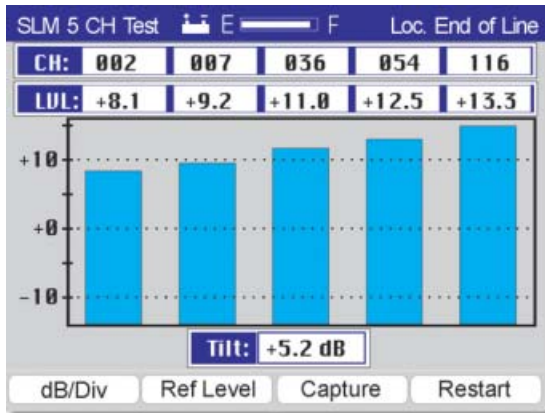 SLM 5 CH Test E F Loc. End of Line
CH: 002 007 036 054 116
LVL: +8.1 +9.2 +11.0 +12.5 +13.3
+10
+0
-10
Tilt: +5.2 dB
dB/Div Ref Level Capture Restart